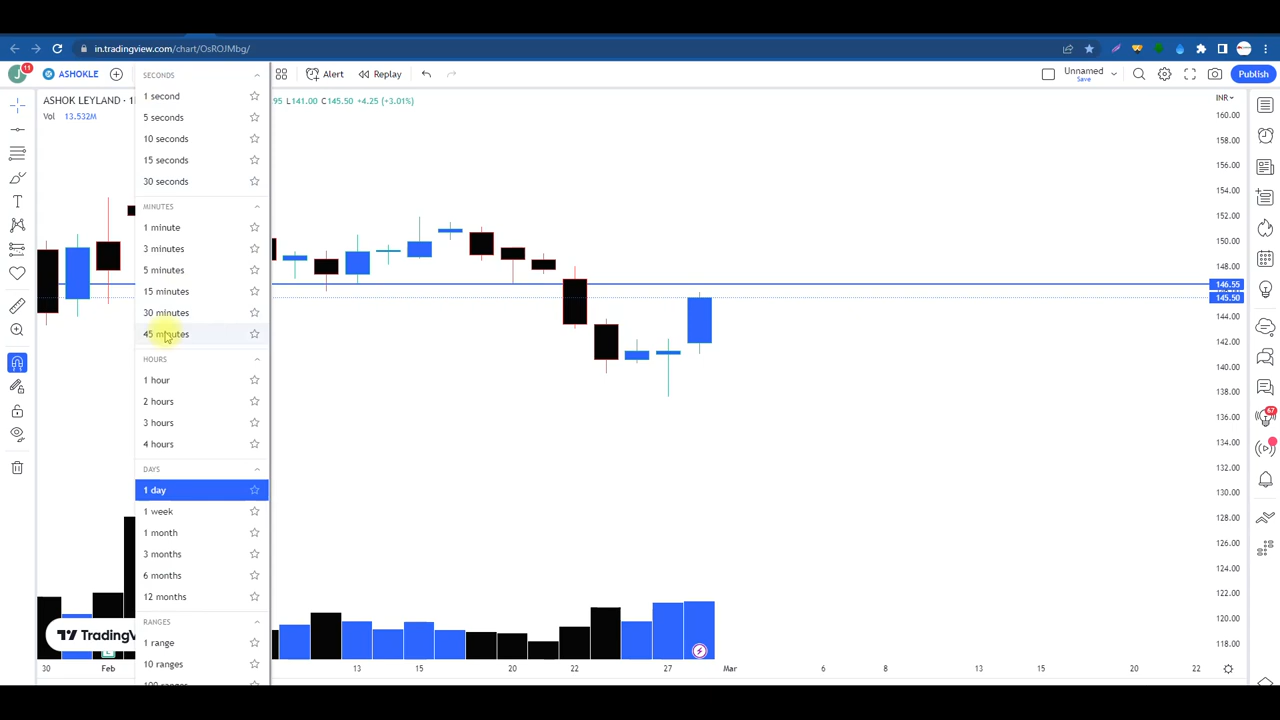 in.tradingview.com/chart/OsROJMbg/
J
11
ASHOKLE
Alert
Replay
Unnamed
Save
Publish
ASHOK LEYLAND · 1
95 L141.00 C145.50 +4.25 (+3.01%)
Vol 13.532M
INR
SECONDS
1 second
5 seconds
10 seconds
15 seconds
30 seconds
MINUTES
1 minute
3 minutes
5 minutes
15 minutes
30 minutes
45 minutes
HOURS
1 hour
2 hours
3 hours
4 hours
DAYS
1 day
1 week
1 month
3 months
6 months
12 months
RANGES
1 range
10 ranges
100 ranges
160.00
158.00
156.00
154.00
152.00
150.00
148.00
146.55
145.50
144.00
142.00
140.00
138.00
136.00
134.00
132.00
130.00
128.00
126.00
124.00
122.00
120.00
118.00
67
TradingView
30
Feb
13
15
20
22
27
Mar
6
8
13
15
20
22